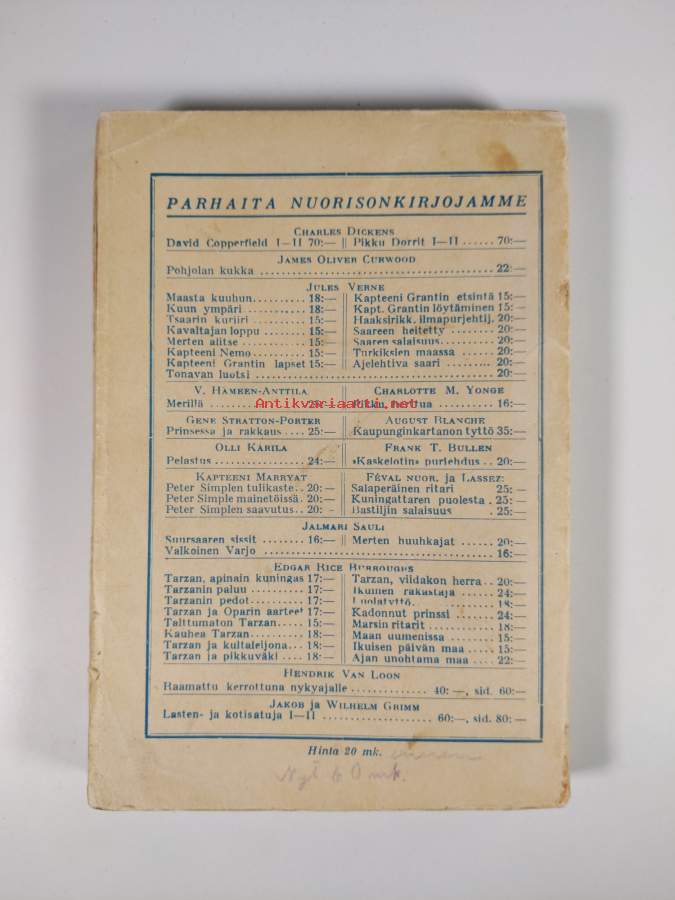 PARHAITA NUORISONKIRJOJAMME
CHARLES DICKENS
David Copperfield I—II 70:— || Pikku Dorrit I—II ...... 70:—
JAMES OLIVER CURWOOD
Pohjolan kukka ................ 22:—
JULES VERNE
Maasta kuuhun.......... 18:—
Kuun ympäri .......... 18:—
Tsaarin kuriiri ......... 15:—
Kavaltajan loppu ....... 15:—
Merten alitse ........... 15:—
Kapteeni Nemo.......... 15:—
Kapteeni Grantin lapset 15:—
Kapteeni Grantin etsintä 15:—
Kapt. Grantin löytäminen 15:—
Haaksirikk. ilmapurjehtij. 20:—
Saareen heitetty ....... 20:—
Saaren salaisuus........ 20:—
Turkiksien maassa ...... 20:—
Ajelehtiva saari ........ 20:—
Tonavan luotsi ................ 20:—
V. HÄMEEN-ANTTILA
Merillä
CHARLOTTE M. YONGE
16:—
Antikvariaatti.net
GENE STRATTON-PORTER
Prinsessa ja rakkaus .... 25:—
AUGUST BLANCHE
Kaupunginkartanon tyttö 35:—
OLLI KARILA
Pelastus ............... 24:—
FRANK T. BULLEN
»Kaskelotin» purjehdus .. 20:—
KAPTEENI MARRYAT
Peter Simplen tulikaste.. 20:—
Peter Simple mainetöissä. 20:—
Peter Simplen saavutus.. 20:—
FÉVAL NUOR. JA LASSEZ:
Salaperäinen ritari 25:—
Kuningattaren puolesta . 25:—
Bastiljin salaisuus . 25:—
JALMARI SAULI
Suursaaren sissit ....... 16:— || Merten huuhkajat ...... 20:—
Valkoinen Varjo ................ 16:—
EDGAR RICE BURROUGHS
Tarzan, apinain kuningas 17:—
Tarzanin paluu ......... 17:—
Tarzanin pedot.......... 17:—
Tarzan ja Oparin aarteet 17:—
Talttumaton Tarzan..... 15:—
Kauhea Tarzan......... 18:—
Tarzan ja kultaleijona... 18:—
Tarzan ja pikkuväki .... 18:—
Tarzan, viidakon herra .. 20:—
Ikuinen rakastaja ...... 24:—
Luolatyttö.............. 18:—
Kadonnut prinssi ....... 24:—
Marsin ritarit .......... 18:—
Maan uumenissa ....... 15:—
Ikuisen päivän maa ..... 15:—
Ajan unohtama maa .... 22:—
HENDRIK VAN LOON
Raamattu kerrottuna nykyajalle .............. 40:—, sid. 60:—
JAKOB JA WILHELM GRIMM
Lasten- ja kotisatuja I—II .............. 60:—, sid. 80:—
Hinta 20 mk.